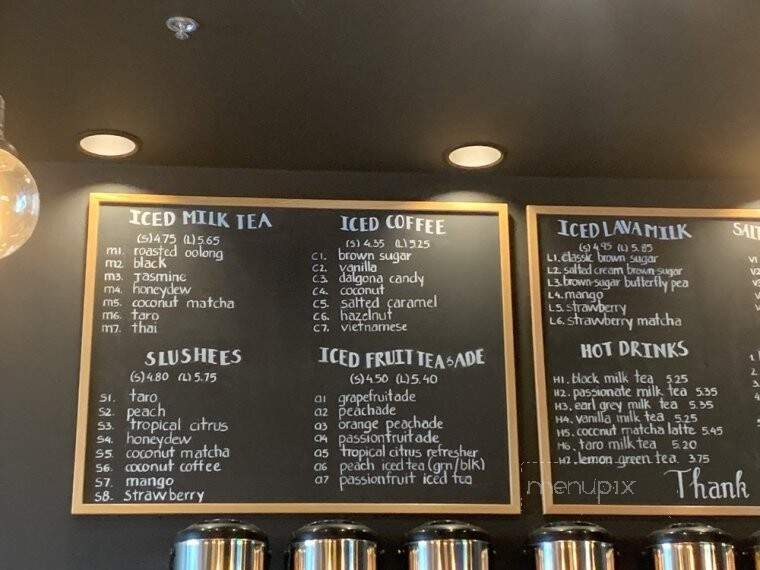 ICED MILK TEA
(S)4.75 (L)5.65
m1. roasted oolong
m2. black
m3. Jasmine
m4. honeydew
m5. coconut matcha
m6. taro
m7. thai
SLUSHEES
(S)4.80 (L)5.75
S1. taro
S2. peach
S3. tropical citrus
S4. honeydew
S5. coconut matcha
S6. coconut coffee
S7. mango
S8. Strawberry
ICED COFFEE
(S) 4.35 (L)5.25
C1. brown sugar
C2. vanilla
C3. dalgona candy
C4. coconut
C5. salted caramel
C6. hazelnut
C7. vietnamese
ICED FRUIT TEA & ADE
(S)4.50 (L)5.40
a1 grapefruitade
a2 peachade
a3 orange peachade
a4 passionfruitade
a5 tropical citrus refresher
a6 peach iced tea (grn/blk)
a7 passionfruit iced tea
ICED LAVA MILK
(S) 4.95 (L) 5.85
L1. classic brown sugar
L2. salted cream brown sugar
L3. brown sugar butterfly pea
L4. mango
L5. strawberry
L6. strawberry matcha
HOT DRINKS
H1. black milk tea 5.25
H2. passionate milk tea 5.35
H3. earl grey milk tea 5.35
H4. vanilla milk tea 5.25
H5. coconut matcha latte 5.45
H6. taro milk tea 5.20
H7. lemon green tea 3.75
Thank
SALT
V1
V2
menupix